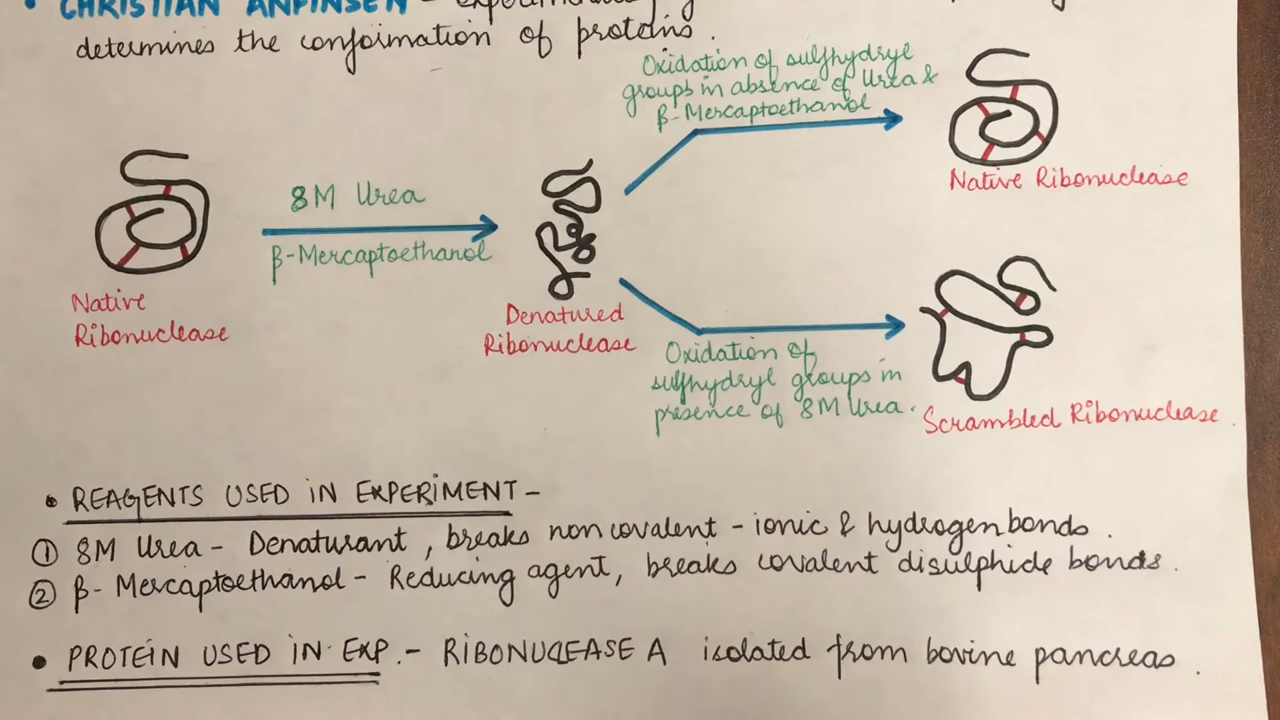 • CHRISTIAN ANFINSEN -
determines the confoimation of proteins.
Oxidation of sulfhydryl
groups in absence of Urea &
β-Mercaptoethanol
Native Ribonuclease
8M Urea
β-Mercaptoethanol
Native
Ribonuclease
Denatured
Ribonuclease
Oxidation of
sulfhydryl groups in
presence of 8M Urea.
Scrambled Ribonuclease.
• REAGENTS USED IN EXPERIMENT -
① 8M Urea - Denaturant, breaks non covalent - ionic & hydrogen bonds.
② β- Mercaptoethanol - Reducing agent, breaks covalent disulphide bonds.
• PROTEIN USED IN EXP. - RIBONUCLEASE A isolated from bovine pancreas.